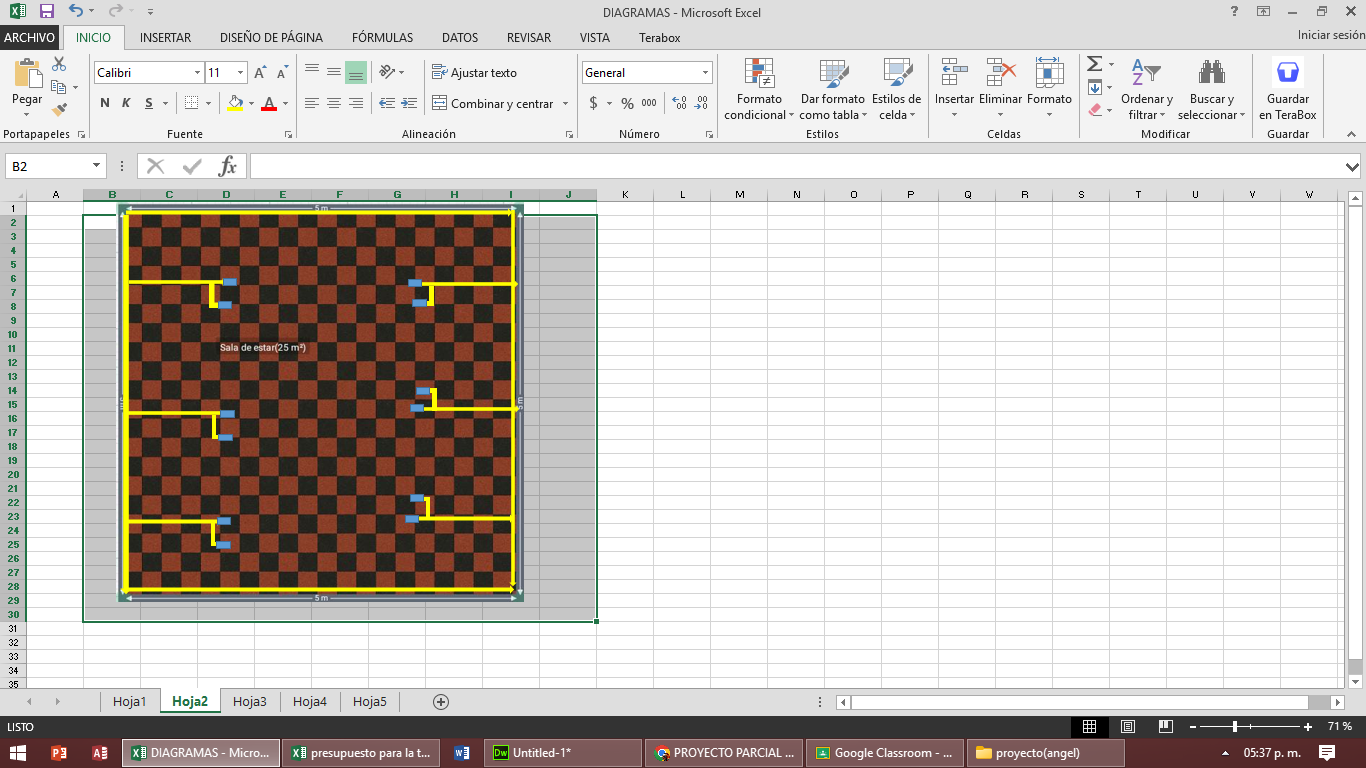 DIAGRAMAS - Microsoft Excel
?
ARCHIVO INICIO INSERTAR DISEÑO DE PÁGINA FÓRMULAS DATOS REVISAR VISTA Terabox Iniciar sesión
Pegar
Calibri 11
N K S
A A
A
Ajustar texto
Combinar y centrar
General
$ % 000
Formato condicional
Dar formato como tabla
Estilos de celda
Insertar Eliminar Formato
Ordenar y filtrar
Buscar y seleccionar
Guardar en TeraBox
Portapapeles Fuente Alineación Número Estilos Celdas Modificar Guardar
B2 fx
A B C D E F G H I J K L M N O P Q R S T U V W
1
2
3
4
5
6
7
8
9
10
11
12
13
14
15
16
17
18
19
20
21
22
23
24
25
26
27
28
29
30
31
32
33
34
35
5 m
Sala de estar(25 m²)
5 m
5 m
Hoja1 Hoja2 Hoja3 Hoja4 Hoja5
LISTO 71 %
DIAGRAMAS - Micro... presupuesto para la t... Untitled-1* PROYECTO PARCIAL ... Google Classroom - ... proyecto(angel) 05:37 p. m.